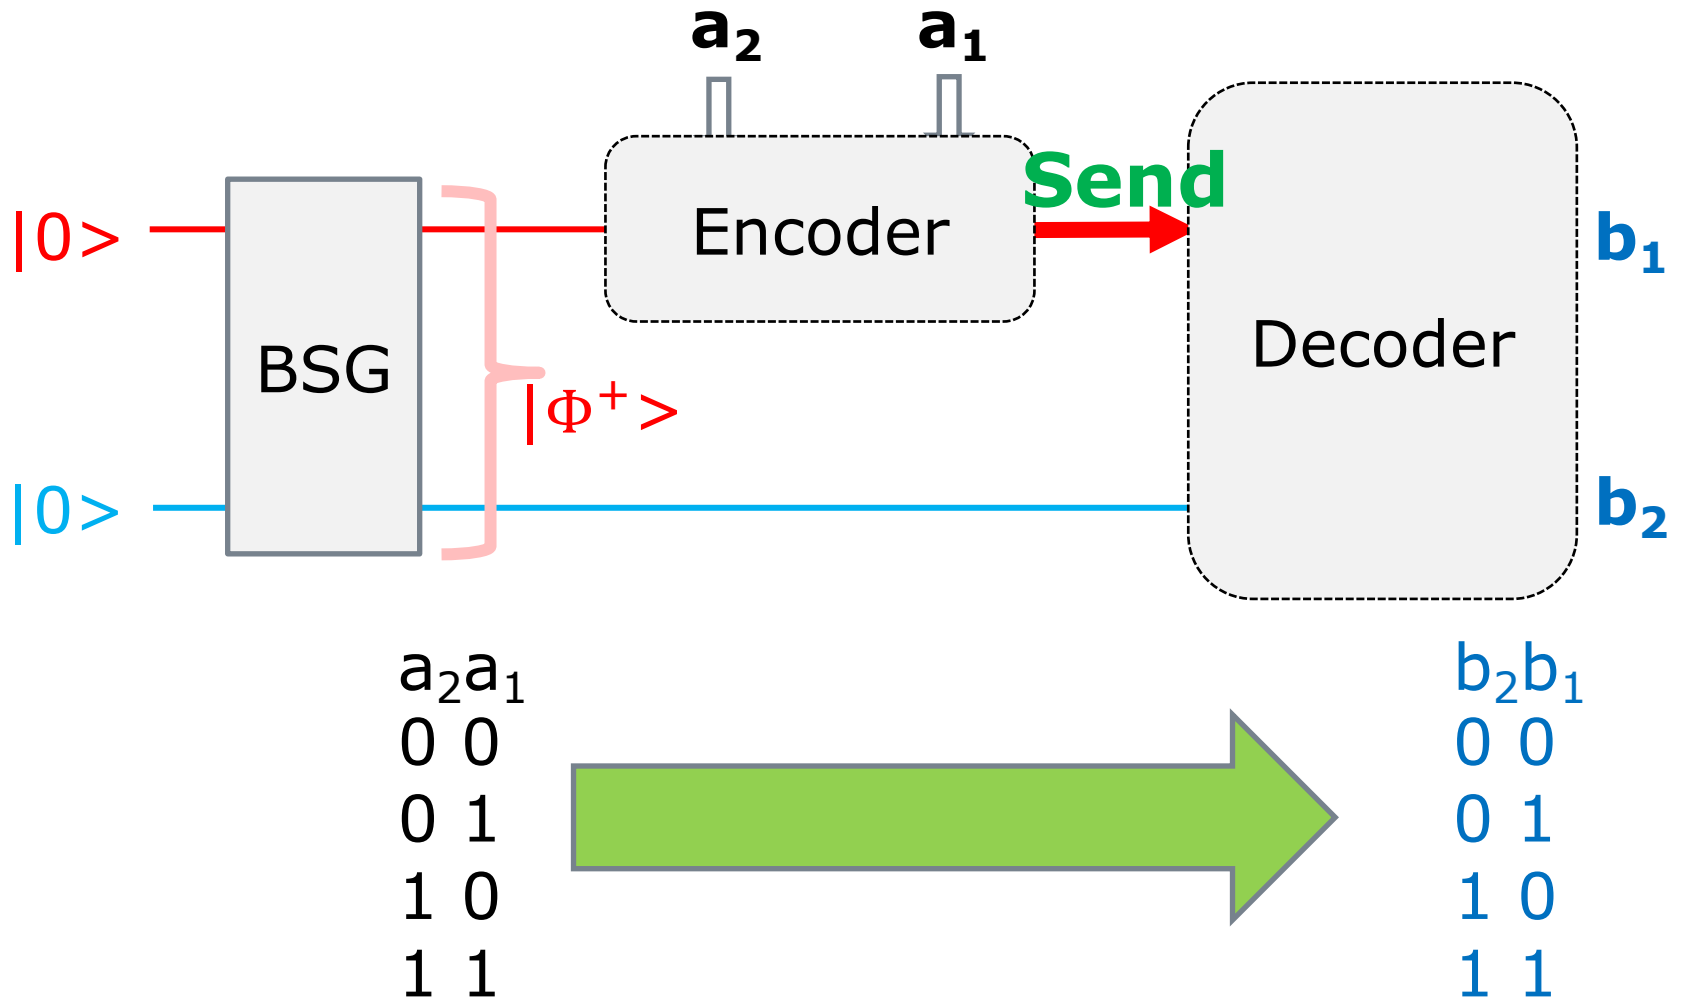 a₂ a₁
Send
|0> Encoder b₁
BSG Decoder
|Φ⁺>
|0> b₂
a₂a₁ b₂b₁
0 0 0 0
0 1 0 1
1 0 1 0
1 1 1 1